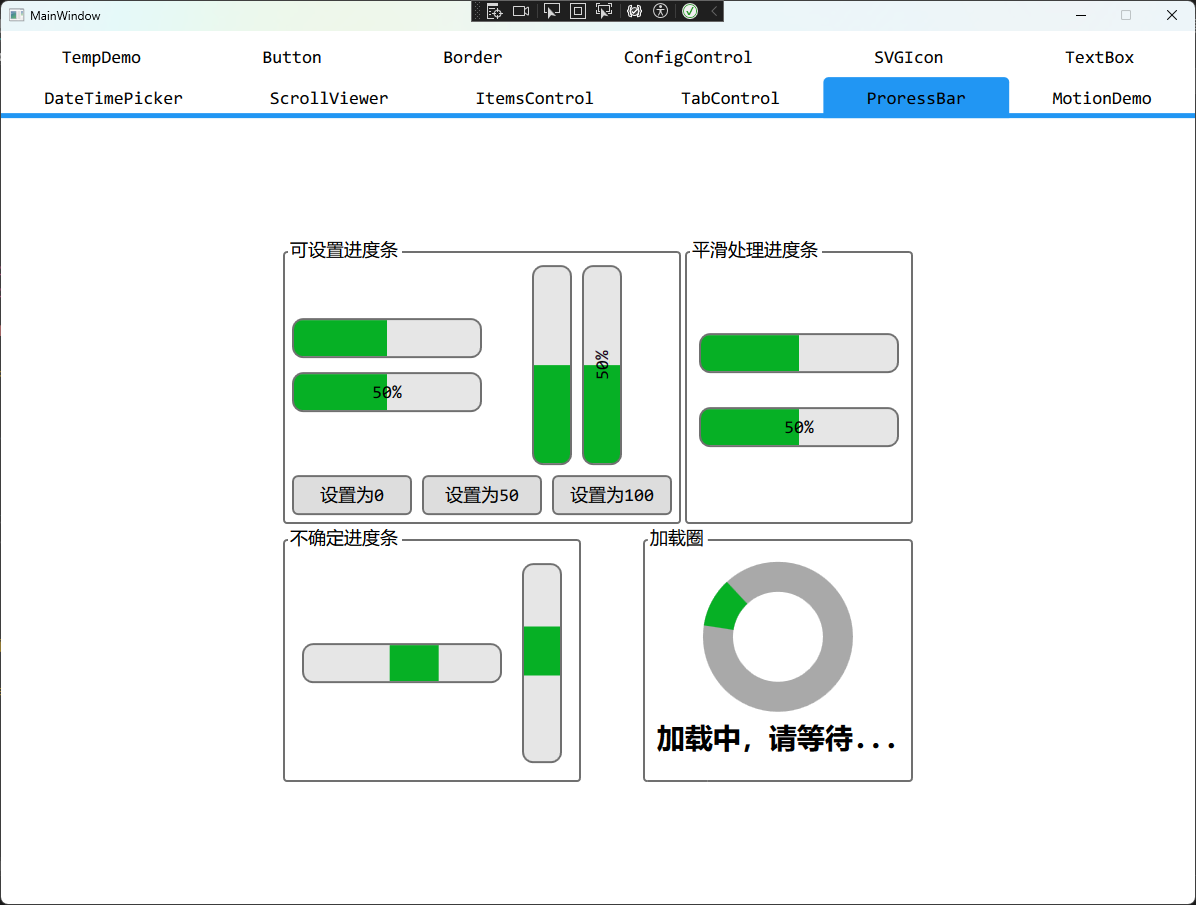 MainWindow
TempDemo Button Border ConfigControl SVGIcon TextBox
DateTimePicker ScrollViewer ItemsControl TabControl ProressBar MotionDemo
可设置进度条
平滑处理进度条
50%
50%
50%
设置为0 设置为50 设置为100
不确定进度条
加载圈
加载中，请等待...